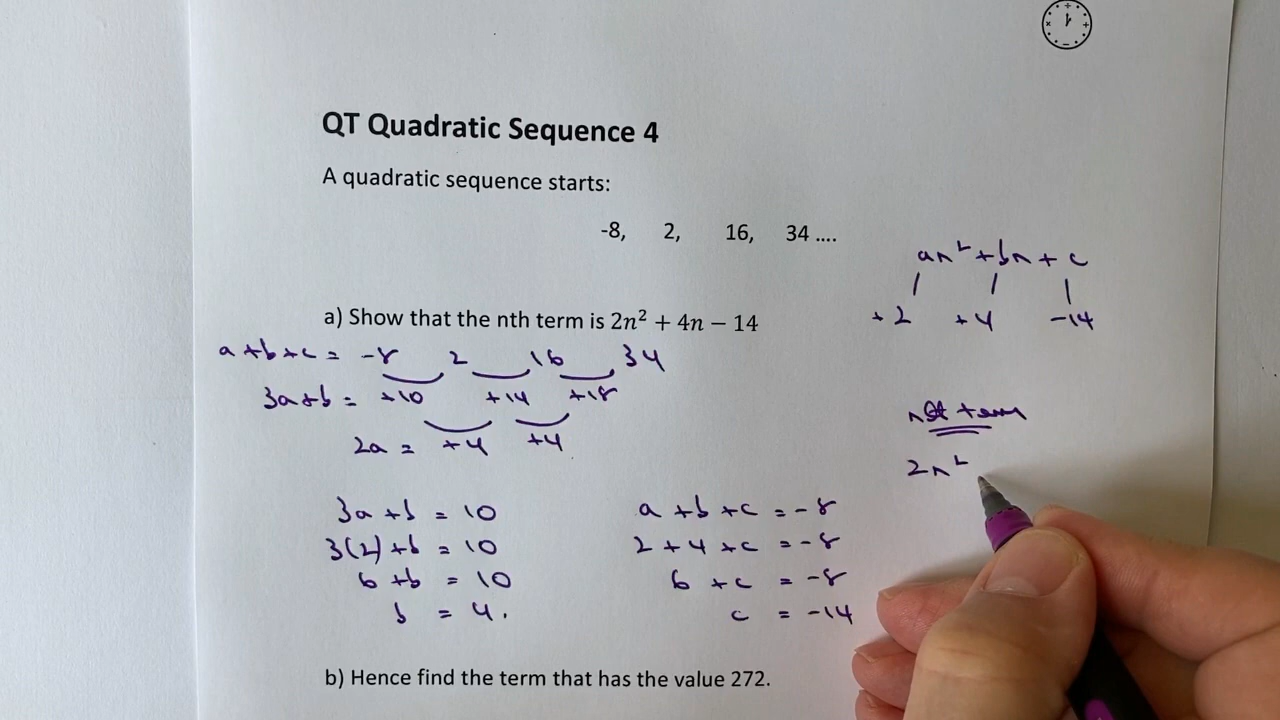 QT Quadratic Sequence 4
A quadratic sequence starts:
-8, 2, 16, 34 ....
an² + bn + c
+2 +4 -14
a) Show that the nth term is 2n² + 4n − 14
a+b+c = -8 2 16 34
3a+b = +10 +14 +18
2a = +4 +4
nth term
2n²
3a + b = 10
3(2) + b = 10
6 + b = 10
b = 4.
a + b + c = -8
2 + 4 + c = -8
6 + c = -8
c = -14
b) Hence find the term that has the value 272.